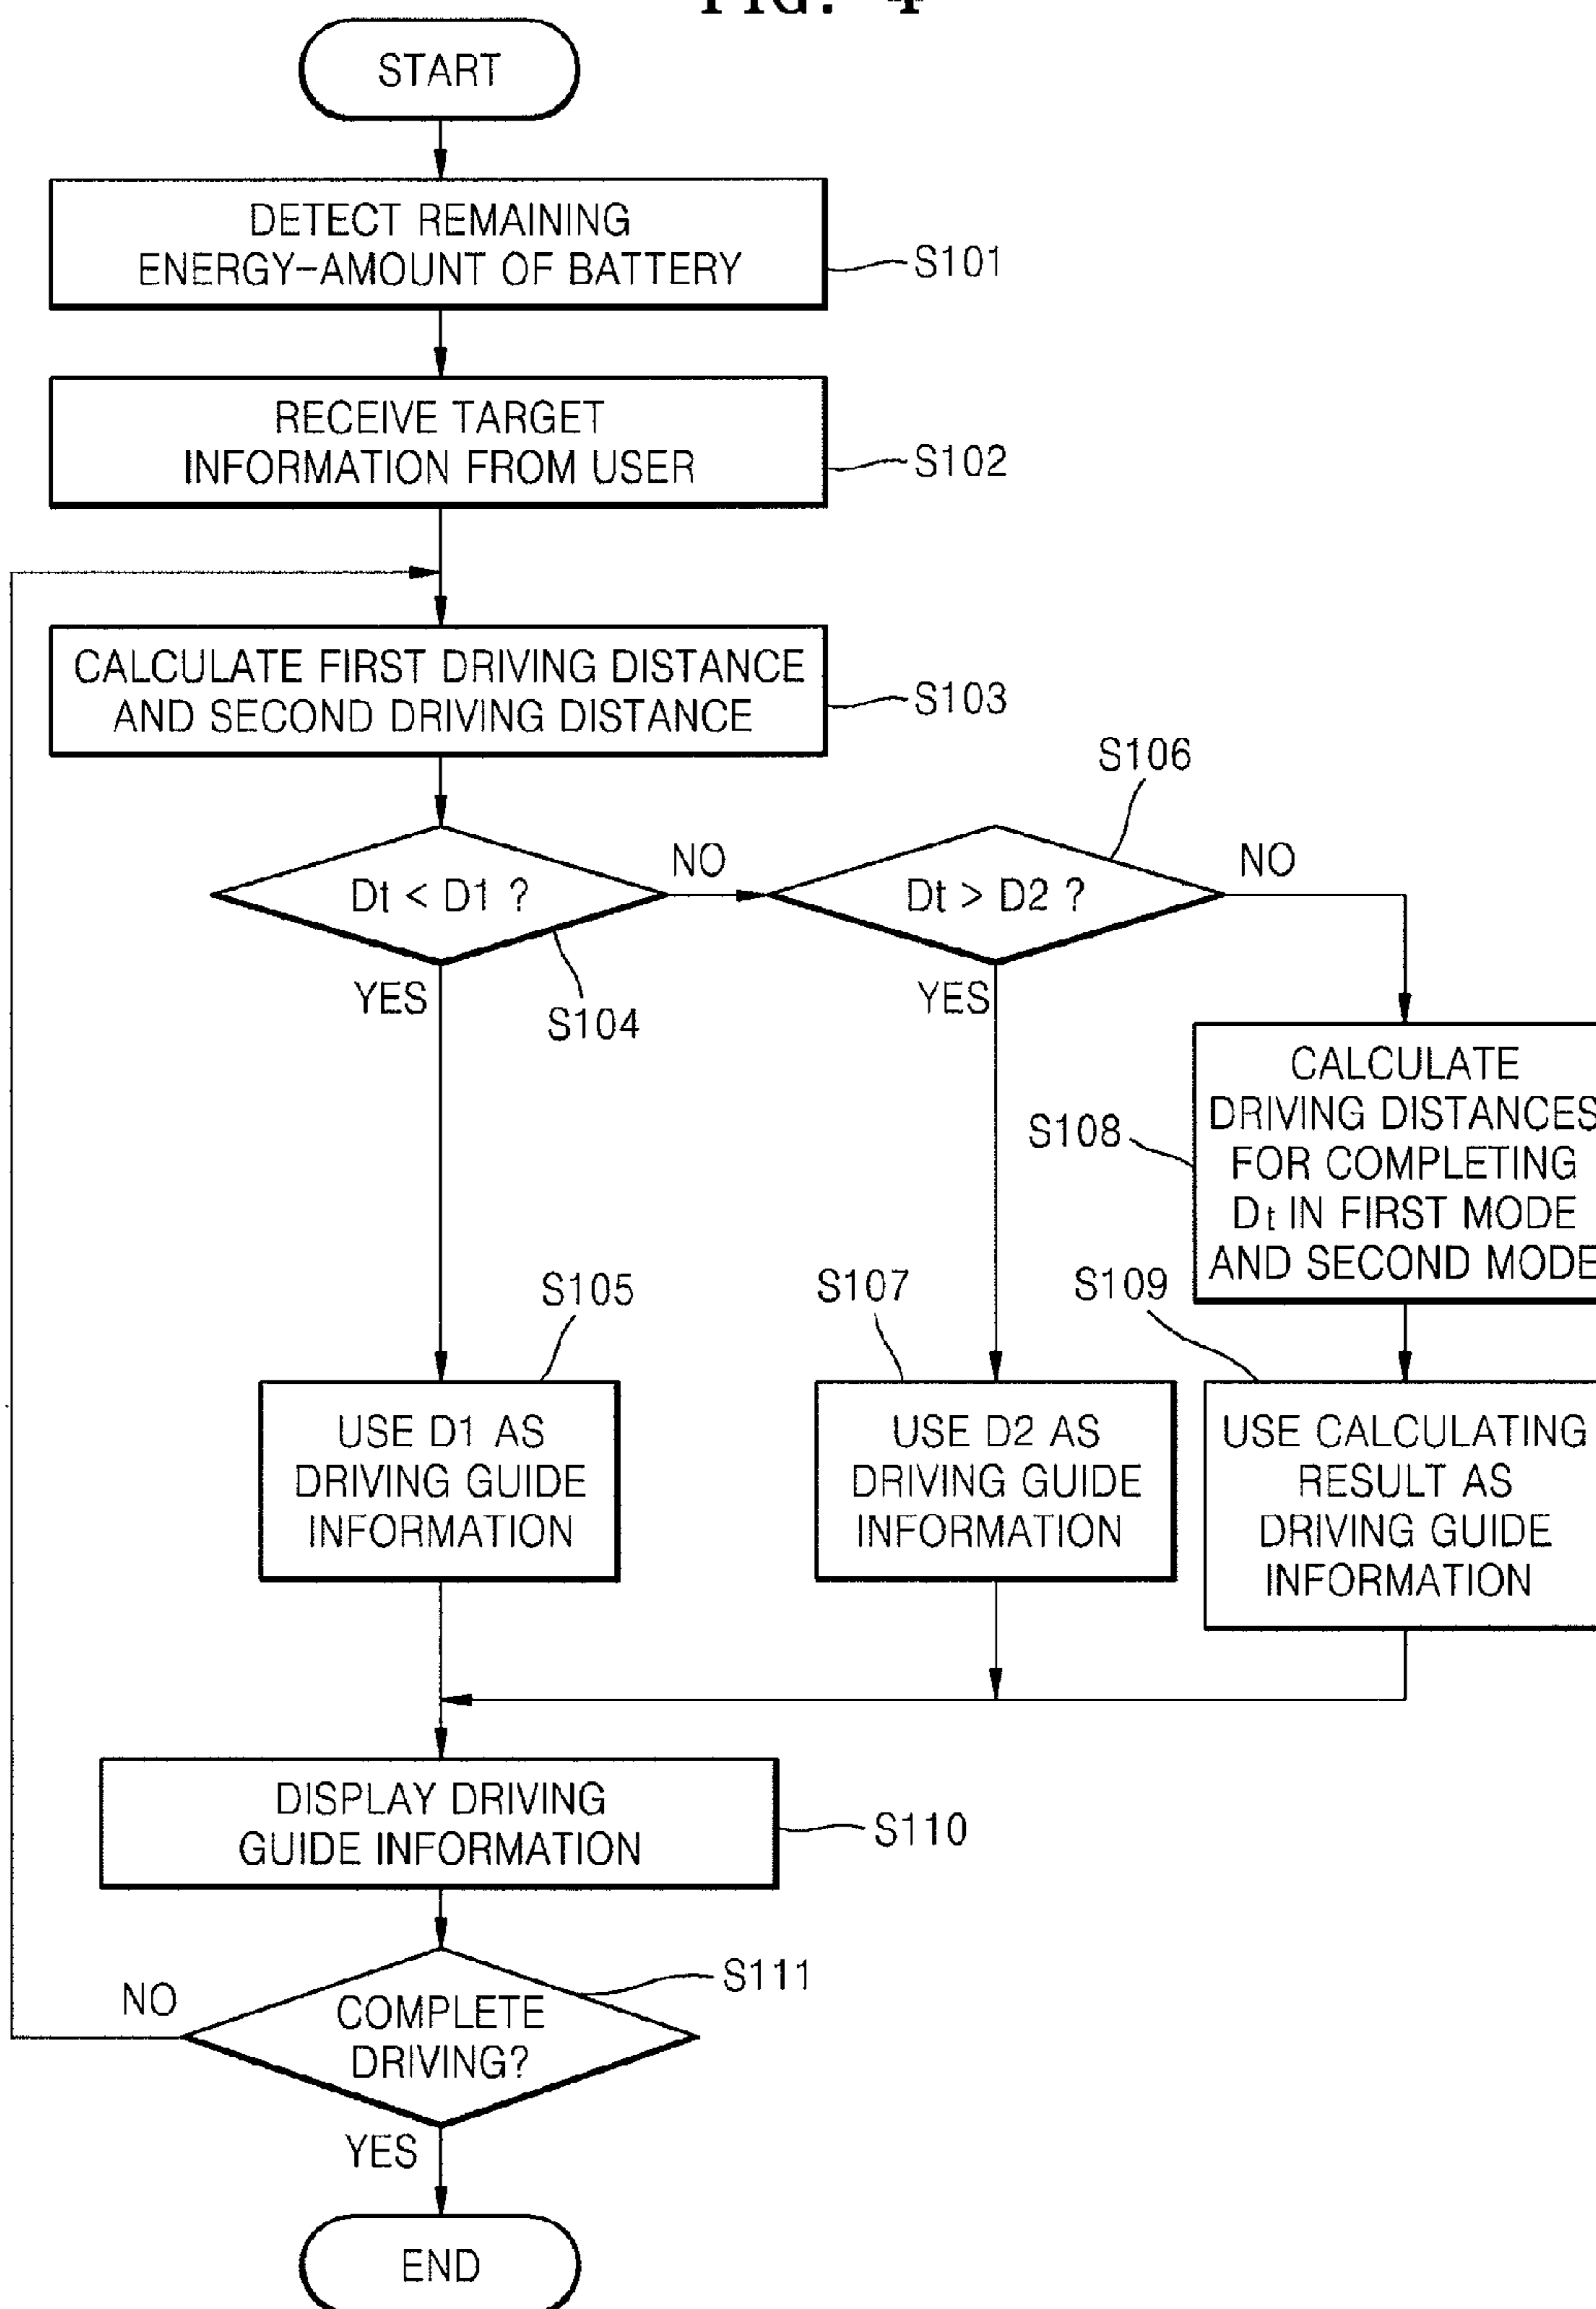 FIG. 4
START
DETECT REMAINING
ENERGY-AMOUNT OF BATTERY
S101
RECEIVE TARGET
INFORMATION FROM USER
S102
CALCULATE FIRST DRIVING DISTANCE
AND SECOND DRIVING DISTANCE
S103
Dt < D1 ?
NO
S104
YES
S106
Dt > D2 ?
NO
YES
S108
CALCULATE
DRIVING DISTANCES
FOR COMPLETING
Dt IN FIRST MODE
AND SECOND MODE
S105
USE D1 AS
DRIVING GUIDE
INFORMATION
S107
USE D2 AS
DRIVING GUIDE
INFORMATION
S109
USE CALCULATING
RESULT AS
DRIVING GUIDE
INFORMATION
DISPLAY DRIVING
GUIDE INFORMATION
S110
COMPLETE
DRIVING?
S111
NO
YES
END